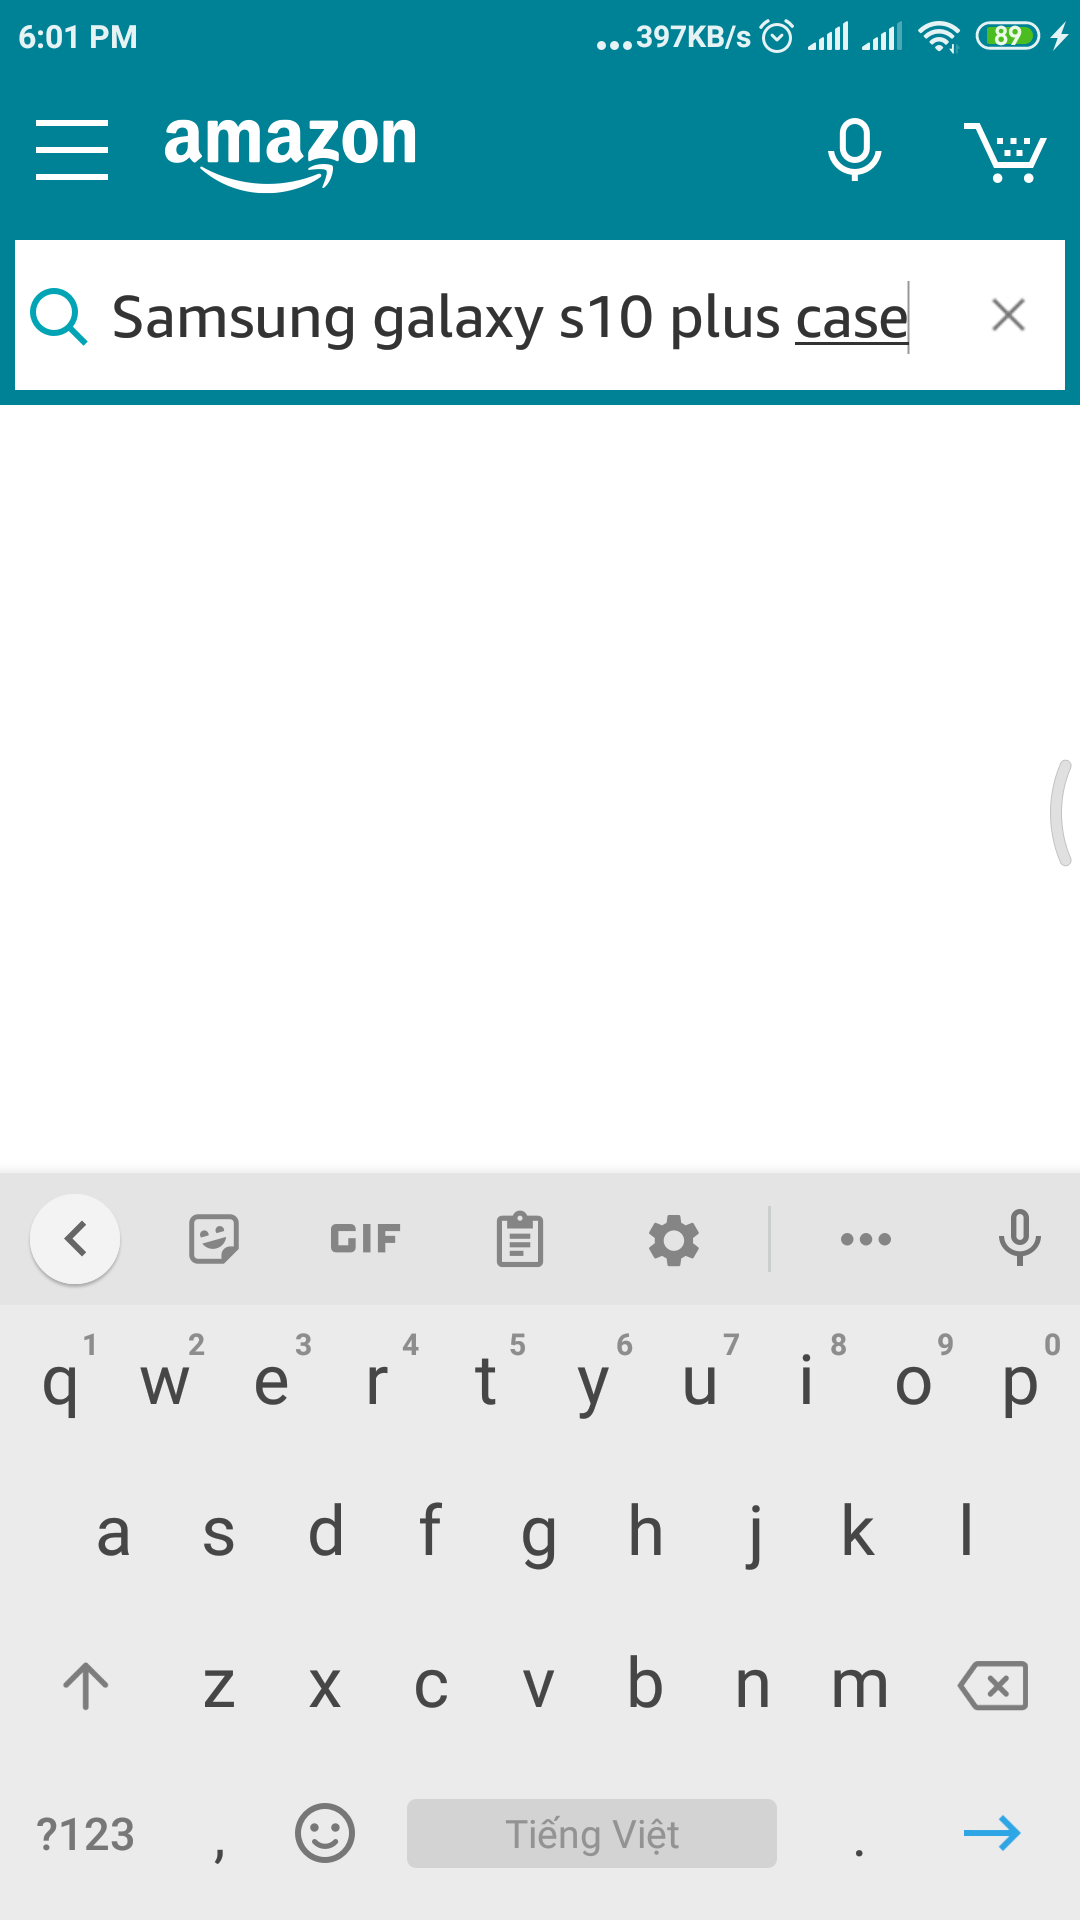 6:01 PM ...397KB/s 89
amazon
Samsung galaxy s10 plus case
GIF
1 2 3 4 5 6 7 8 9 0
q w e r t y u i o p
a s d f g h j k l
z x c v b n m
?123 , Tiếng Việt .